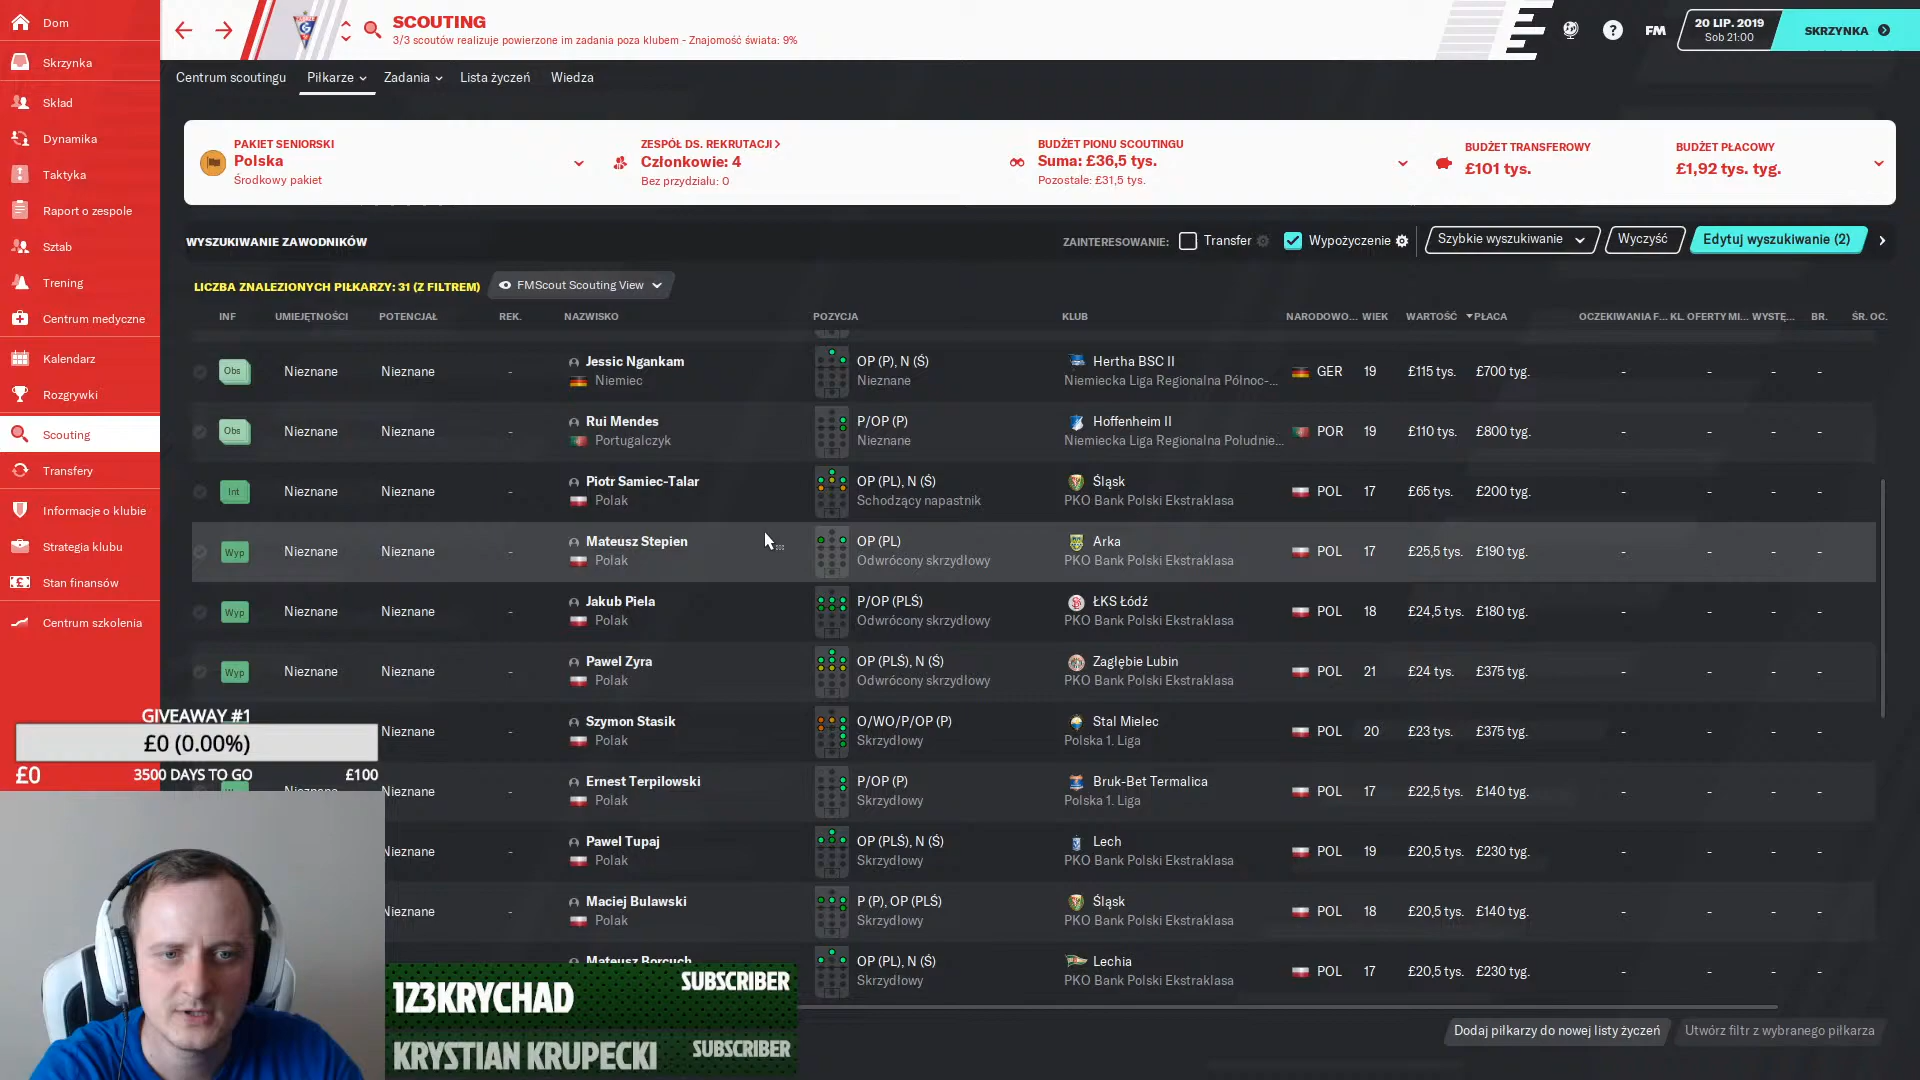 Dom
Skrzynka
Sklad
Dynamika
Taktyka
Raport o zespole
Sztab
Trening
Centrum medyczne
Kalendarz
Rozgrywki
Scouting
Transfery
Informacje o klubie
Strategia klubu
Stan finansów
Centrum szkolenia
SCOUTING
3/3 scoutów realizuje powierzone im zadania poza klubem - Znajomość świata: 9%
FM
20 LIP. 2019
Sob 21:00
SKRZYNKA
Centrum scoutingu Piłkarze Zadania Lista życzeń Wiedza
PAKIET SENIORSKI
Polska
Środkowy pakiet
ZESPÓŁ DS. REKRUTACJI
Członkowie: 4
Bez przydziału: 0
BUDŻET PIONU SCOUTINGU
Suma: £36,5 tys.
Pozostałe: £31,5 tys.
BUDŻET TRANSFEROWY
£101 tys.
BUDŻET PŁACOWY
£1,92 tys. tyg.
WYSZUKIWANIE ZAWODNIKÓW
ZAINTERESOWANIE: Transfer Wypożyczenie Szybkie wyszukiwanie Wyczyść Edytuj wyszukiwanie (2)
LICZBA ZNALEZIONYCH PIŁKARZY: 31 (Z FILTREM) FMScout Scouting View
INF UMIEJĘTNOŚCI POTENCJAŁ REK. NAZWISKO POZYCJA KLUB NARODOWO... WIEK WARTOŚĆ PŁACA OCZEKIWANIA F... KL. OFERTY MI... WYSTĘ... BR. ŚR. OC.
Obs Nieznane Nieznane - Jessic Ngankam OP (P), N (Ś) Hertha BSC II GER 19 £115 tys. £700 tyg. - - - -
Niemiec Nieznane Niemiecka Liga Regionalna Północ-...
Obs Nieznane Nieznane - Rui Mendes P/OP (P) Hoffenheim II POR 19 £110 tys. £800 tyg. - - - -
Portugalczyk Nieznane Niemiecka Liga Regionalna Południe...
Int Nieznane Nieznane - Piotr Samiec-Talar OP (PL), N (Ś) Śląsk POL 17 £65 tys. £200 tyg. - - - -
Polak Schodzący napastnik PKO Bank Polski Ekstraklasa
Wyp Nieznane Nieznane - Mateusz Stepien OP (PL) Arka POL 17 £25,5 tys. £190 tyg. - - - -
Polak Odwrócony skrzydłowy PKO Bank Polski Ekstraklasa
Wyp Nieznane Nieznane - Jakub Piela P/OP (PLŚ) ŁKS Łódź POL 18 £24,5 tys. £180 tyg. - - - -
Polak Odwrócony skrzydłowy PKO Bank Polski Ekstraklasa
Wyp Nieznane Nieznane - Pawel Zyra OP (PLŚ), N (Ś) Zagłębie Lubin POL 21 £24 tys. £375 tyg. - - - -
Polak Odwrócony skrzydłowy PKO Bank Polski Ekstraklasa
Nieznane - Szymon Stasik O/WO/P/OP (P) Stal Mielec POL 20 £23 tys. £375 tyg. - - - -
Polak Skrzydłowy Polska 1. Liga
Nieznane Nieznane - Ernest Terpilowski P/OP (P) Bruk-Bet Termalica POL 17 £22,5 tys. £140 tyg. - - - -
Polak Skrzydłowy Polska 1. Liga
Nieznane - Pawel Tupaj OP (PLŚ), N (Ś) Lech POL 19 £20,5 tys. £230 tyg. - - - -
Polak Skrzydłowy PKO Bank Polski Ekstraklasa
Nieznane - Maciej Bulawski P (P), OP (PLŚ) Śląsk POL 18 £20,5 tys. £140 tyg. - - - -
Polak Skrzydłowy PKO Bank Polski Ekstraklasa
Mateusz Borcuch OP (PL), N (Ś) Lechia POL 17 £20,5 tys. £230 tyg. - - - -
Skrzydłowy PKO Bank Polski Ekstraklasa
GIVEAWAY #1
£0 (0.00%)
£0 3500 DAYS TO GO £100
123KRYCHAD SUBSCRIBER
KRYSTIAN KRUPECKI SUBSCRIBER
Dodaj piłkarzy do nowej listy życzeń Utwórz filtr z wybranego piłkarza